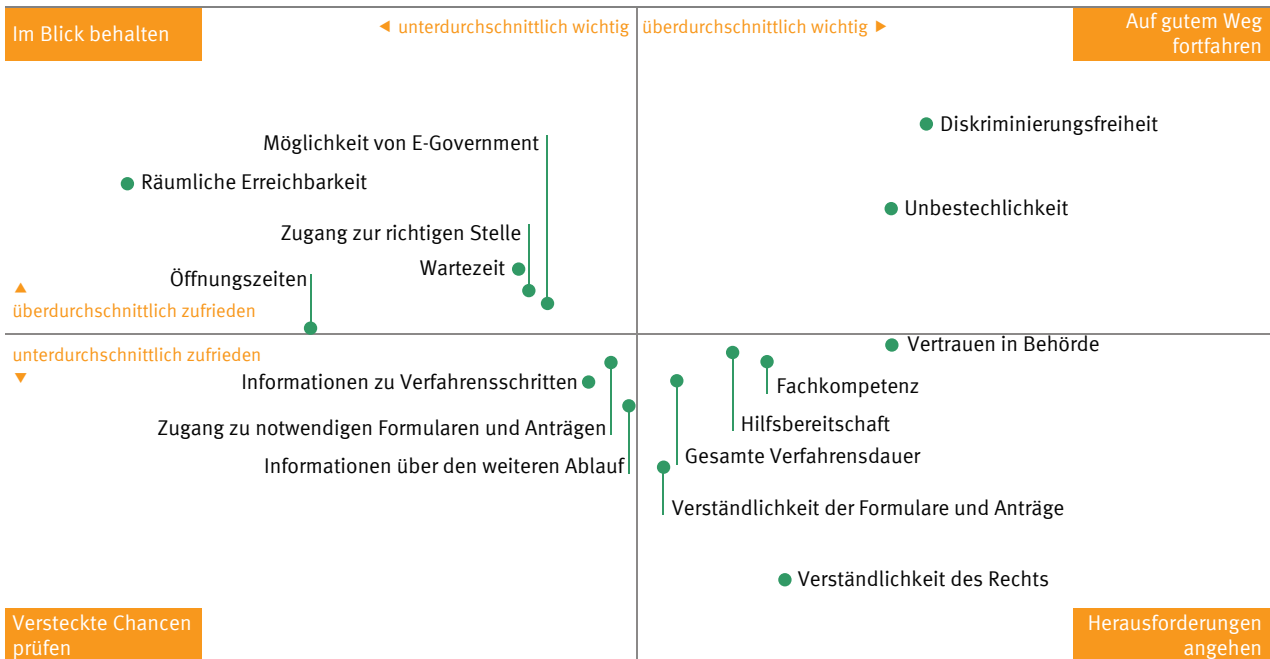 Im Blick behalten
◄ unterdurchschnittlich wichtig
überdurchschnittlich wichtig ►
Auf gutem Weg
fortfahren
Diskriminierungsfreiheit
Möglichkeit von E-Government
Räumliche Erreichbarkeit
Unbestechlichkeit
Zugang zur richtigen Stelle
Wartezeit
Öffnungszeiten
▲
überdurchschnittlich zufrieden
unterdurchschnittlich zufrieden
▼
Vertrauen in Behörde
Informationen zu Verfahrensschritten
Fachkompetenz
Zugang zu notwendigen Formularen und Anträgen
Hilfsbereitschaft
Informationen über den weiteren Ablauf
Gesamte Verfahrensdauer
Verständlichkeit der Formulare und Anträge
Verständlichkeit des Rechts
Versteckte Chancen
prüfen
Herausforderungen
angehen